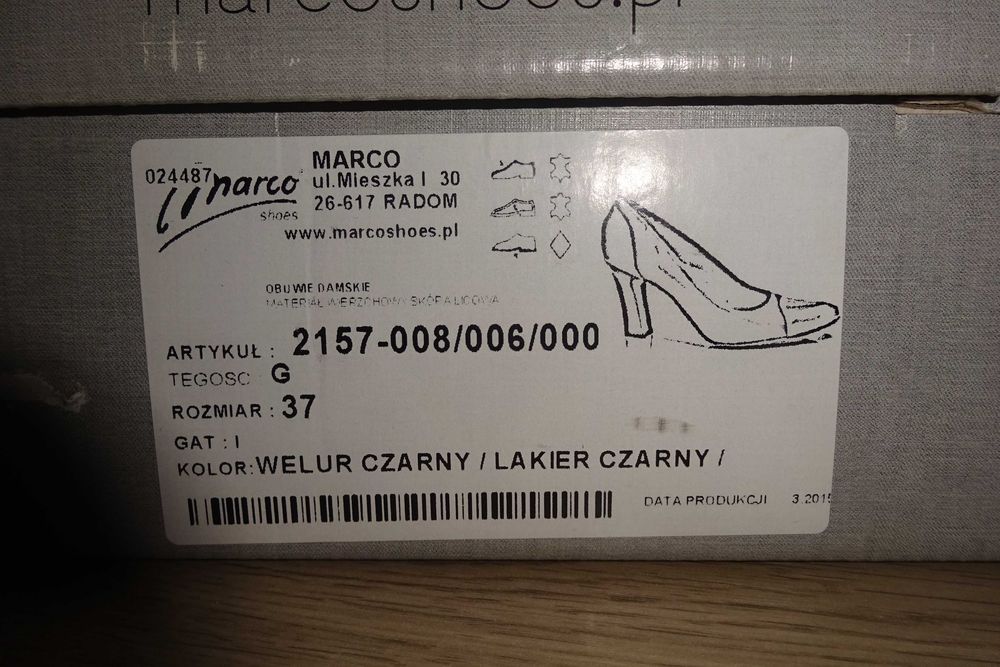 marcoshoes.pl
024487
marco
shoes
MARCO
ul.Mieszka I 30
26-617 RADOM
www.marcoshoes.pl
OBUWIE DAMSKIE
MATERIAŁ WIERZCHOWY SKÓRA LICOWA
ARTYKUŁ : 2157-008/006/000
TEGOSC G
ROZMIAR : 37
GAT : I
KOLOR:WELUR CZARNY / LAKIER CZARNY /
DATA PRODUKCJI 3.2015